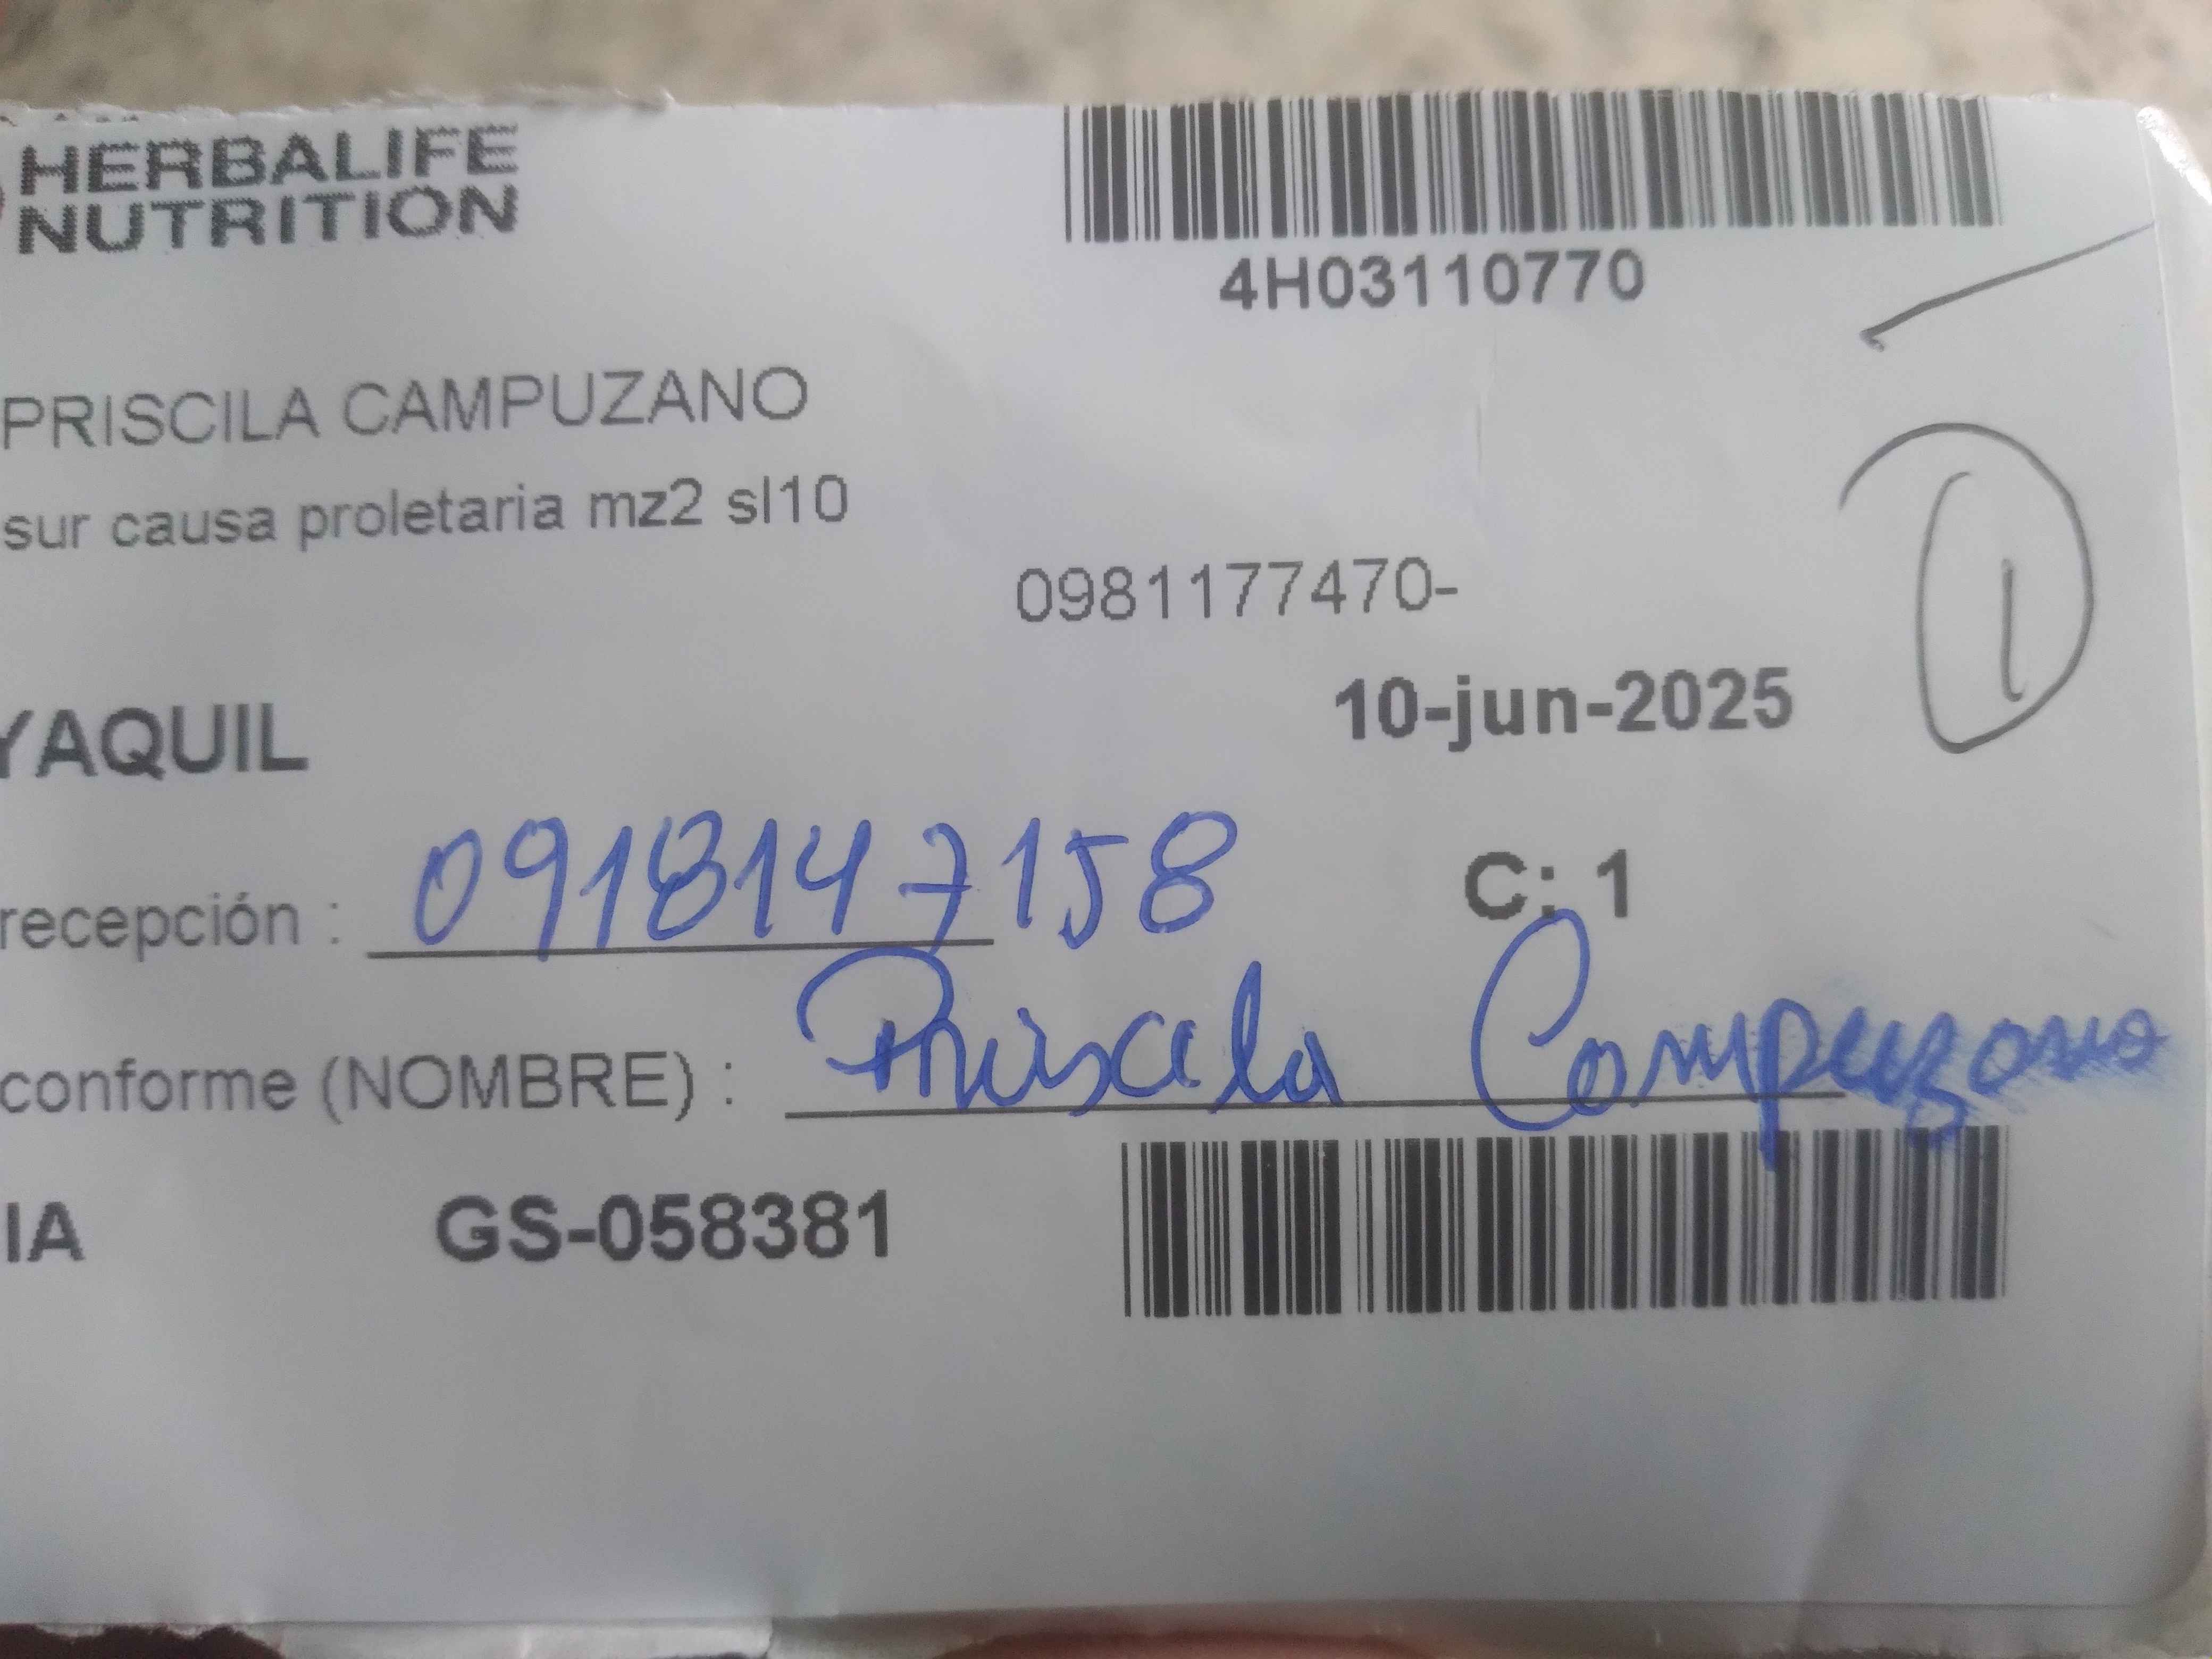 HERBALIFE
NUTRITION
4H03110770
PRISCILA CAMPUZANO
sur causa proletaria mz2 sl10
0981177470-
1
YAQUIL
10-jun-2025
recepción : 0918147158
C: 1
conforme (NOMBRE) : Priscila Campuzano
IA
GS-058381